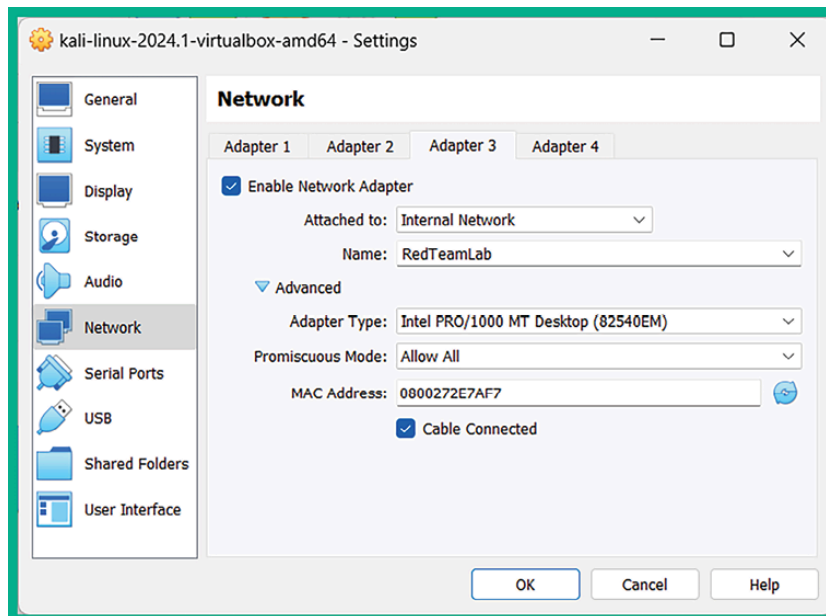 kali-linux-2024.1-virtualbox-amd64 - Settings
General
System
Display
Storage
Audio
Network
Serial Ports
USB
Shared Folders
User Interface
Network
Adapter 1 Adapter 2 Adapter 3 Adapter 4
Enable Network Adapter
Attached to: Internal Network
Name: RedTeamLab
Advanced
Adapter Type: Intel PRO/1000 MT Desktop (82540EM)
Promiscuous Mode: Allow All
MAC Address: 0800272E7AF7
Cable Connected
OK Cancel Help